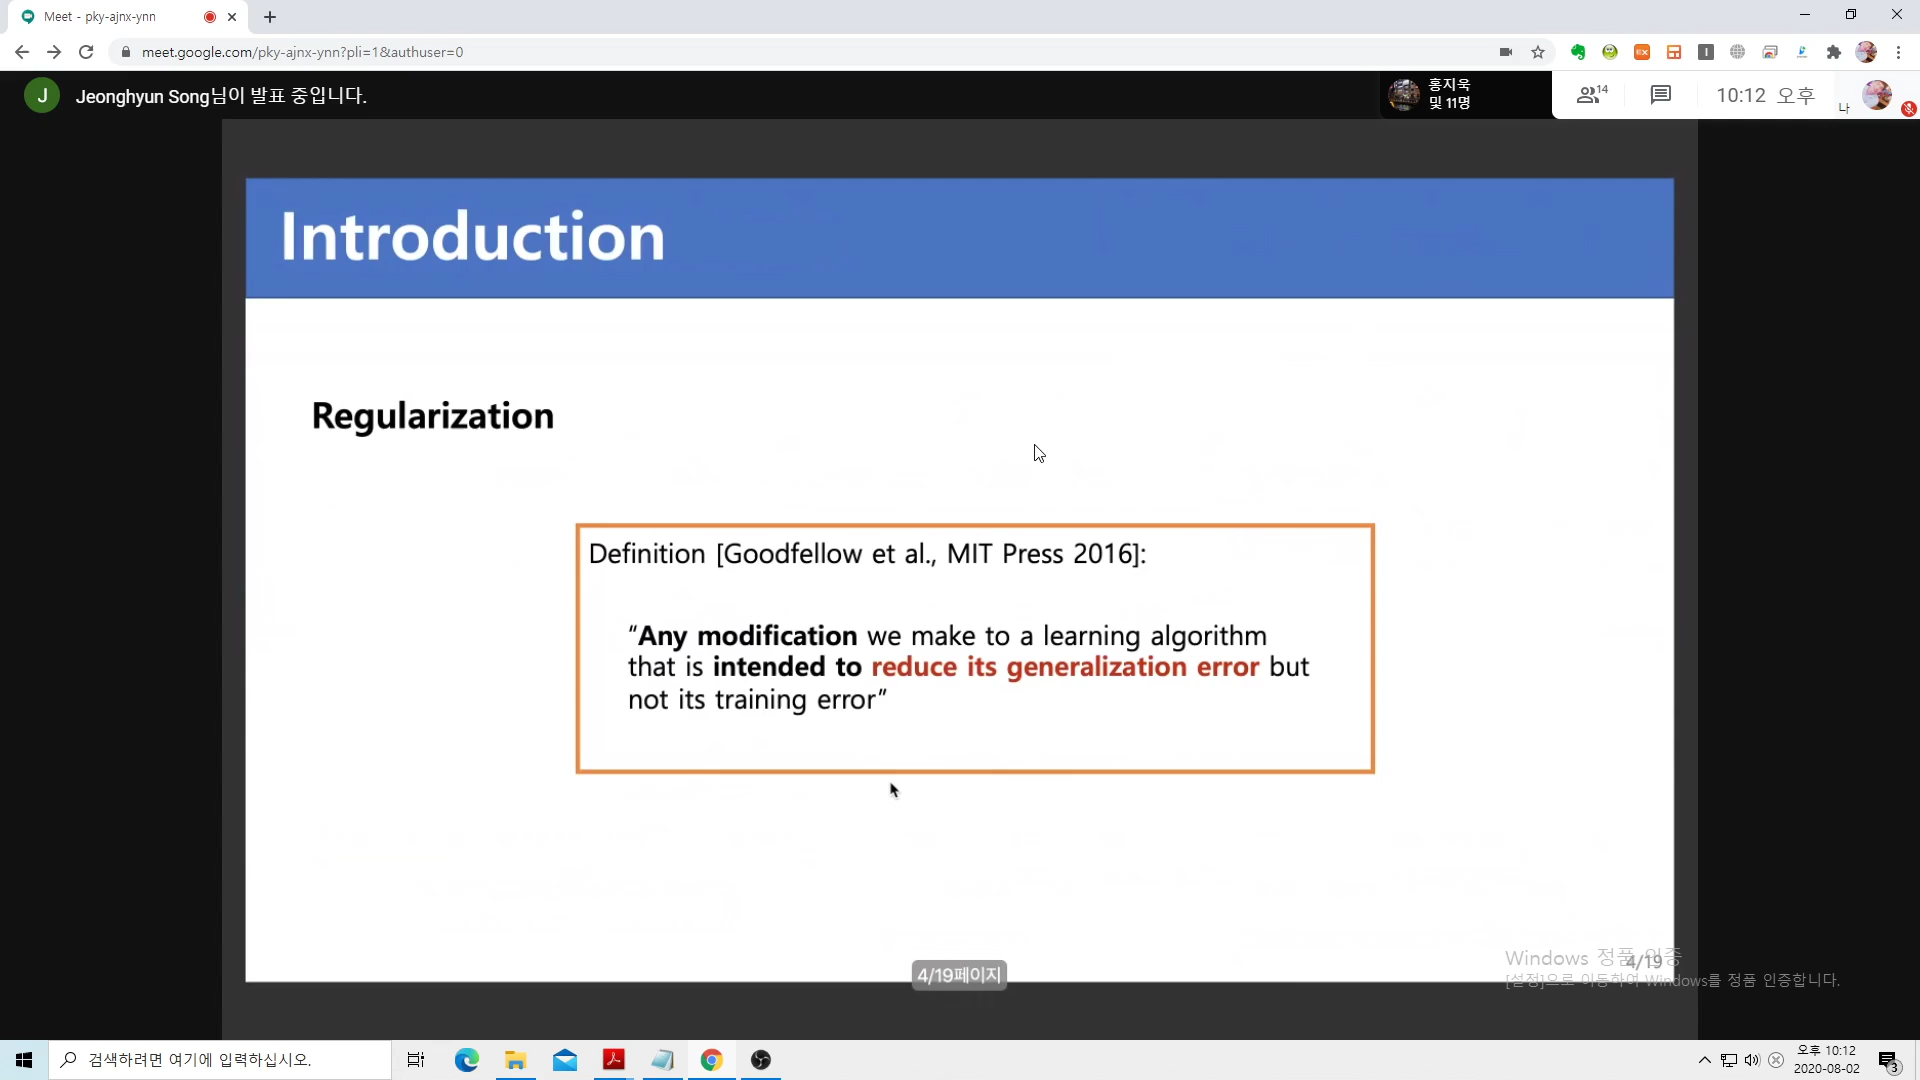 Meet - pky-ajnx-ynn
meet.google.com/pky-ajnx-ynn?pli=1&authuser=0
J
Jeonghyun Song님이 발표 중입니다.
홍지욱
및 11명
14
10:12 오후
나
Introduction
Regularization
Definition [Goodfellow et al., MIT Press 2016]:
“Any modification we make to a learning algorithm
that is intended to reduce its generalization error but
not its training error”
4/19페이지
4/19
Windows 정품 인증
[설정]으로 이동하여 Windows를 정품 인증합니다.
검색하려면 여기에 입력하십시오.
오후 10:12
2020-08-02
3